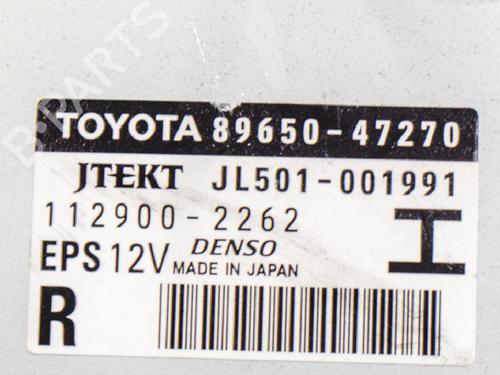 TOYOTA 89650-47270
JTEKT JL501-001991
112900-2262
EPS 12V DENSO
MADE IN JAPAN
H
R
B-PARTS